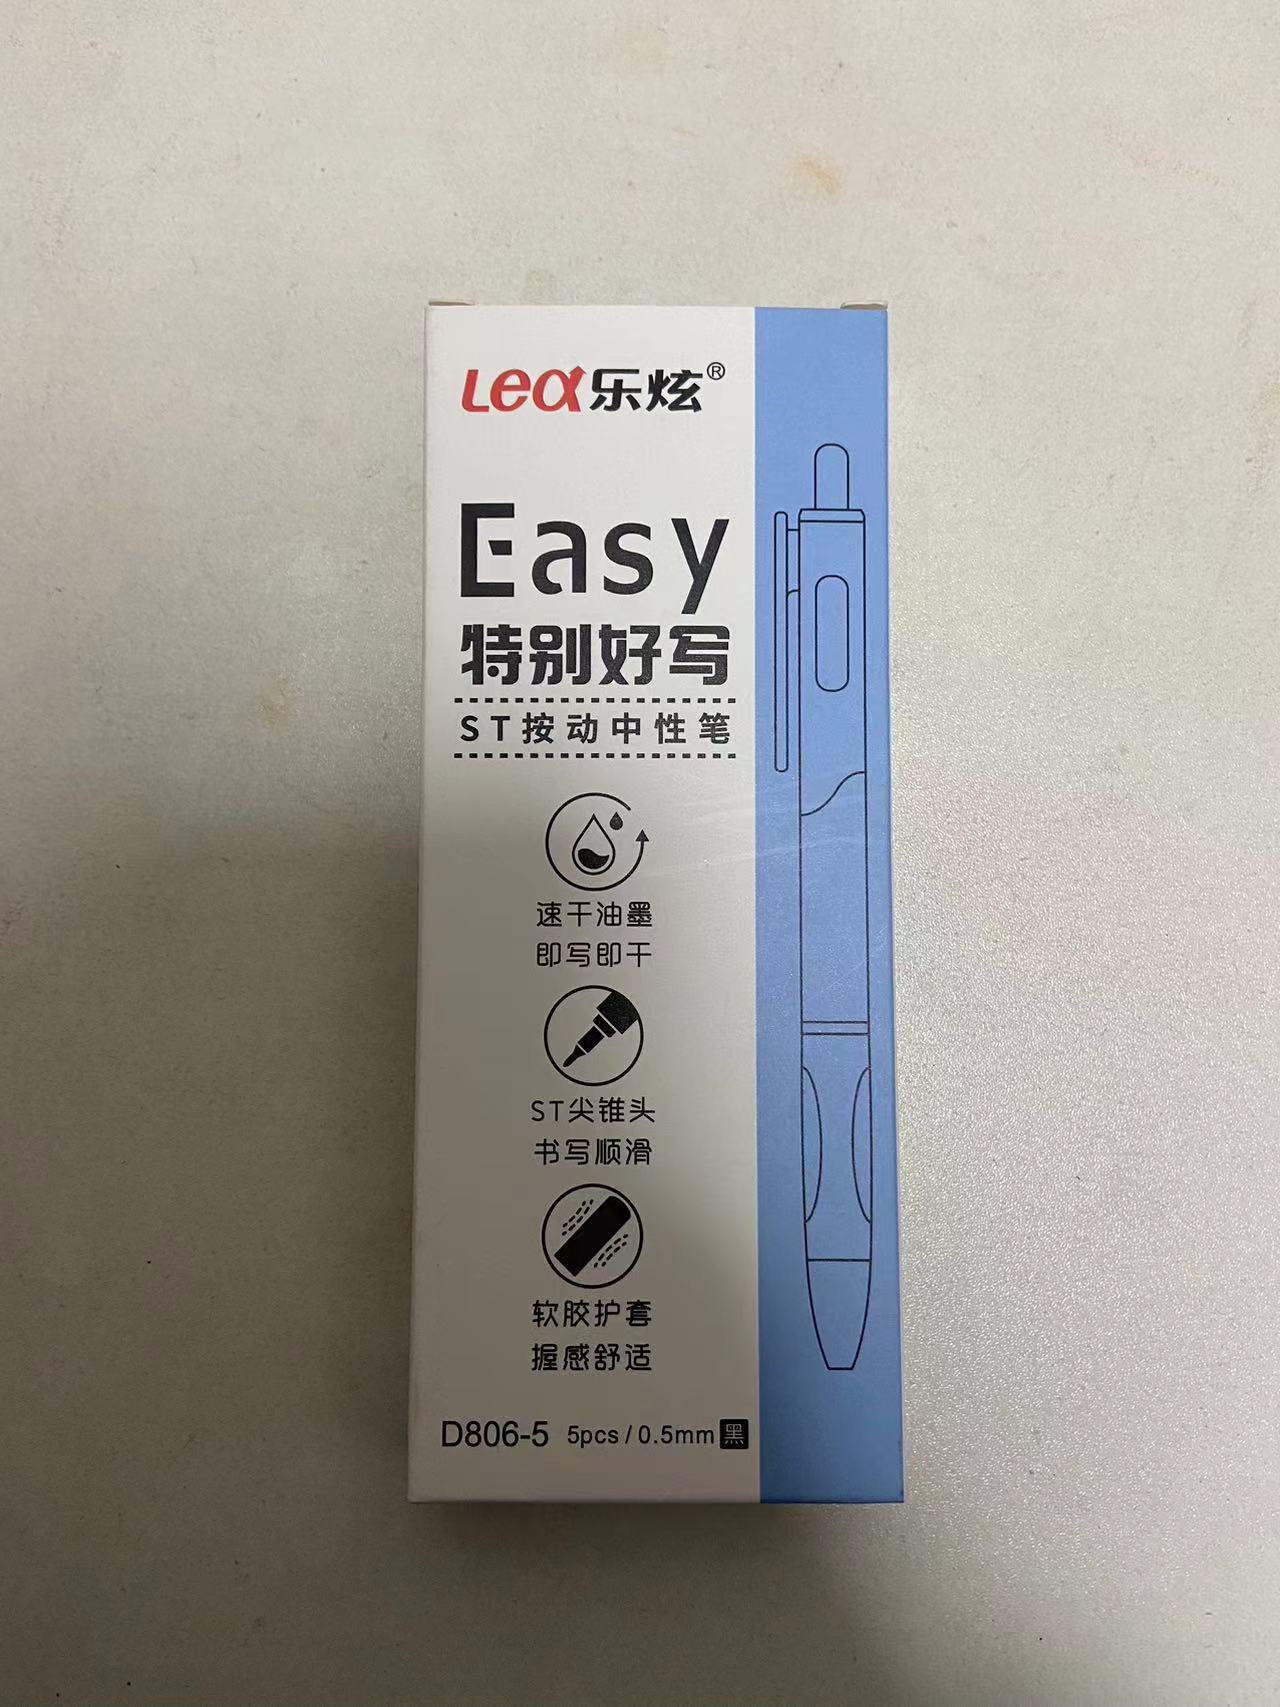 Lea乐炫®
Easy
特别好写
ST按动中性笔
速干油墨
即写即干
ST尖锥头
书写顺滑
软胶护套
握感舒适
D806-5 5pcs/0.5mm 黑